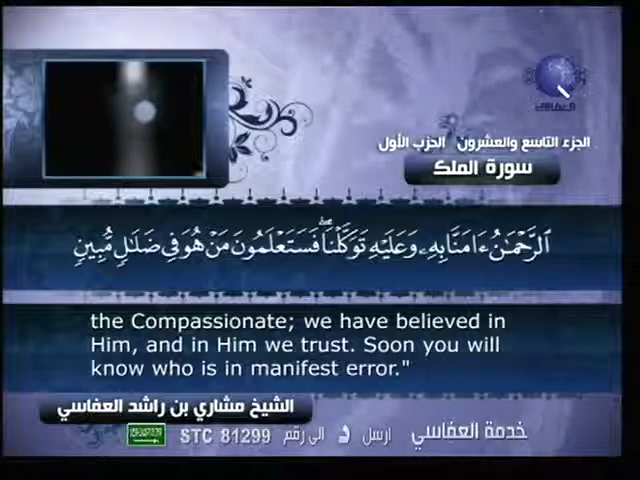 العفاسي
الجزء التاسع والعشرون الحزب الأول
سورة الملك
ٱلرَّحْمَـٰنُ ءَامَنَّا بِهِۦ وَعَلَيْهِ تَوَكَّلْنَا ۖ فَسَتَعْلَمُونَ مَنْ هُوَ فِى ضَلَـٰلٍ مُّبِينٍ
the Compassionate; we have believed in
Him, and in Him we trust. Soon you will
know who is in manifest error."
الشيخ مشاري بن راشد العفاسي
خدمة العفاسي ارسل د الى رقم STC 81299